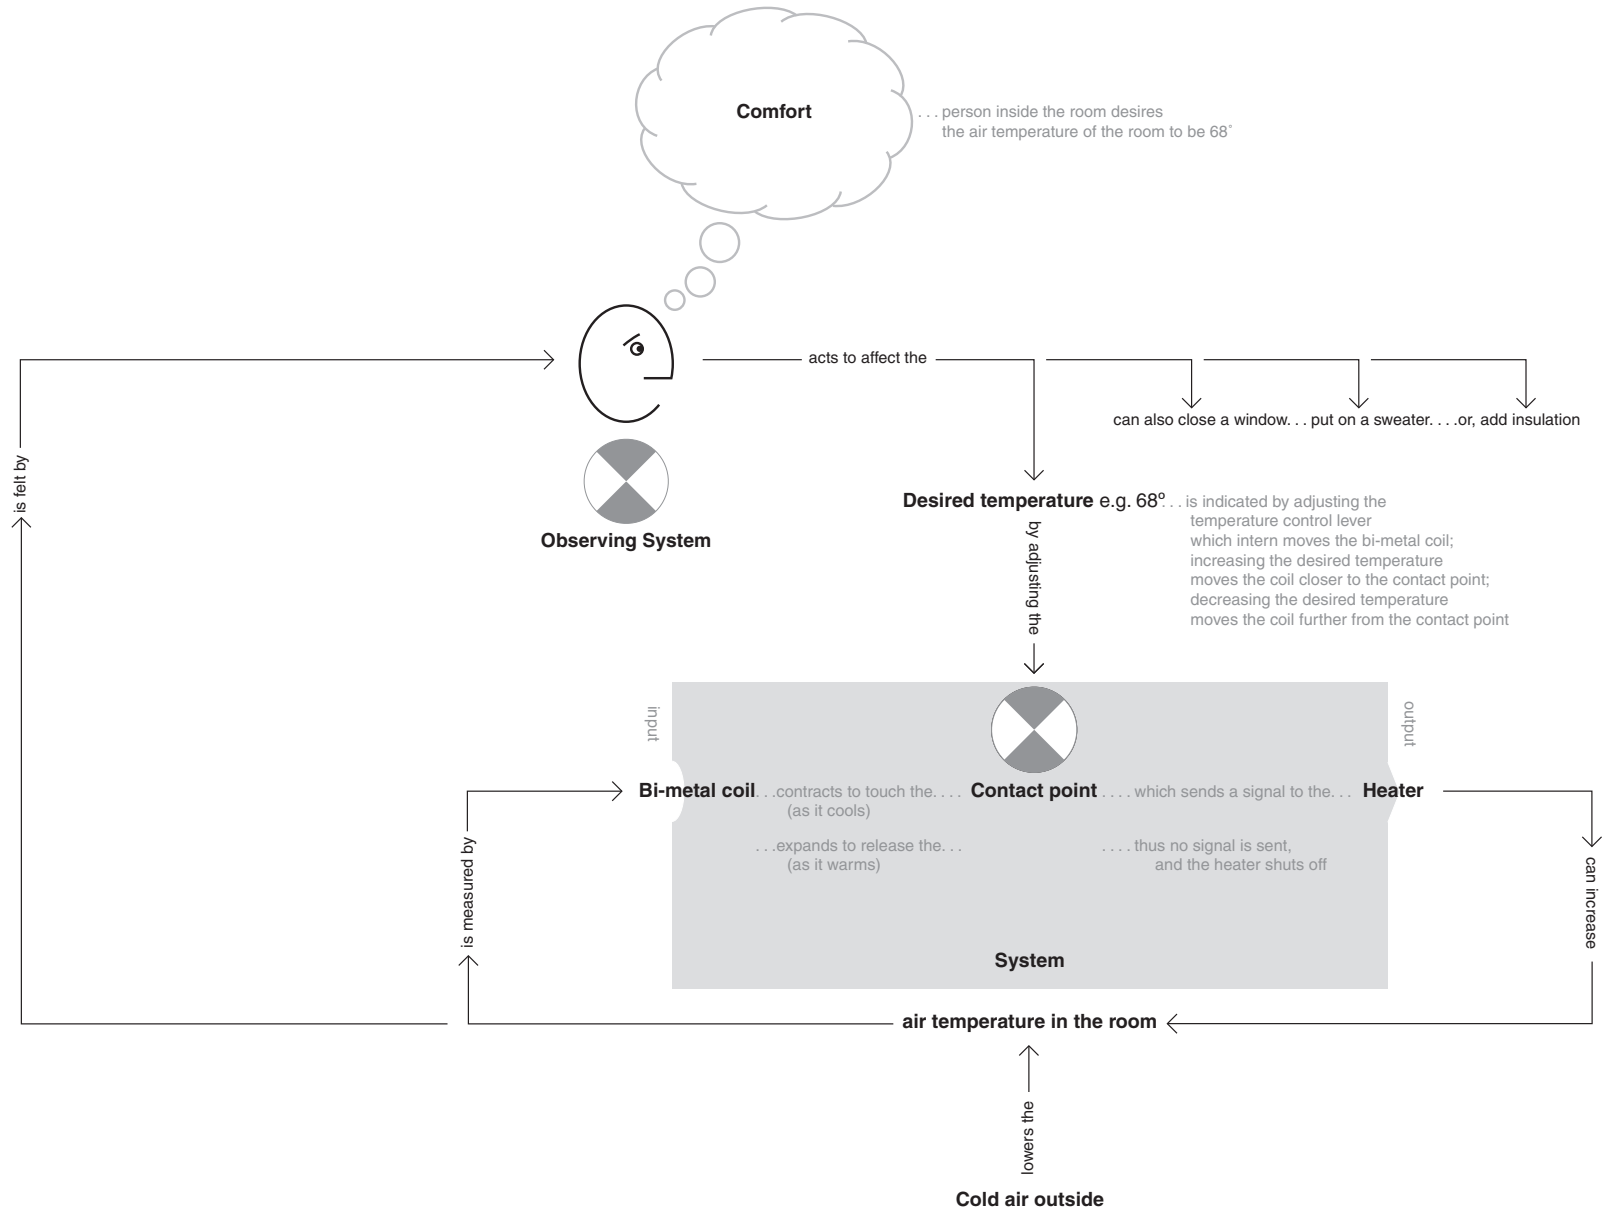 Comfort
. . . person inside the room desires
the air temperature of the room to be 68˚
acts to affect the
can also close a window. . . put on a sweater. . . .or, add insulation
is felt by
Observing System
Desired temperature e.g. 68º. . . is indicated by adjusting the
temperature control lever
which intern moves the bi-metal coil;
increasing the desired temperature
moves the coil closer to the contact point;
decreasing the desired temperature
moves the coil further from the contact point
by adjusting the
input
output
Bi-metal coil. . .contracts to touch the. . . . Contact point . . . . which sends a signal to the. . . Heater
(as it cools)
. . .expands to release the. . .
(as it warms)
. . . . thus no signal is sent,
and the heater shuts off
is measured by
can increase
System
air temperature in the room
lowers the
Cold air outside